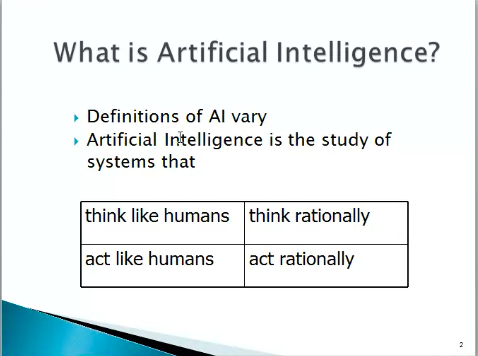 What is Artificial Intelligence?
Definitions of AI vary
Artificial Intelligence is the study of
systems that
think like humans think rationally
act like humans act rationally
2